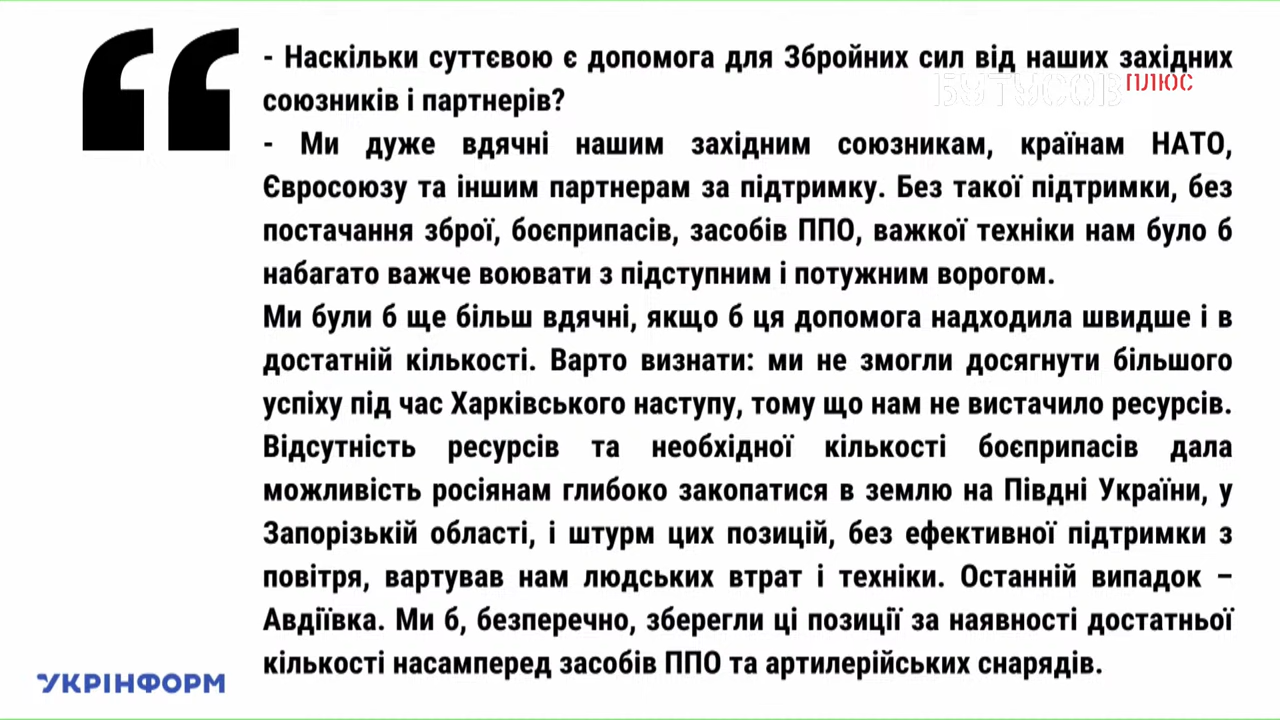 - Наскільки суттєвою є допомога для Збройних сил від наших західних
БУТУСОВ ПЛЮС
союзників і партнерів?
- Ми дуже вдячні нашим західним союзникам, країнам НАТО,
Євросоюзу та іншим партнерам за підтримку. Без такої підтримки, без
постачання зброї, боєприпасів, засобів ППО, важкої техніки нам було б
набагато важче воювати з підступним і потужним ворогом.
Ми були б ще більш вдячні, якщо б ця допомога надходила швидше і в
достатній кількості. Варто визнати: ми не змогли досягнути більшого
успіху під час Харківського наступу, тому що нам не вистачило ресурсів.
Відсутність ресурсів та необхідної кількості боєприпасів дала
можливість росіянам глибоко закопатися в землю на Півдні України, у
Запорізькій області, і штурм цих позицій, без ефективної підтримки з
повітря, вартував нам людських втрат і техніки. Останній випадок –
Авдіївка. Ми б, безперечно, зберегли ці позиції за наявності достатньої
кількості насамперед засобів ППО та артилерійських снарядів.
УКРІНФОРМ